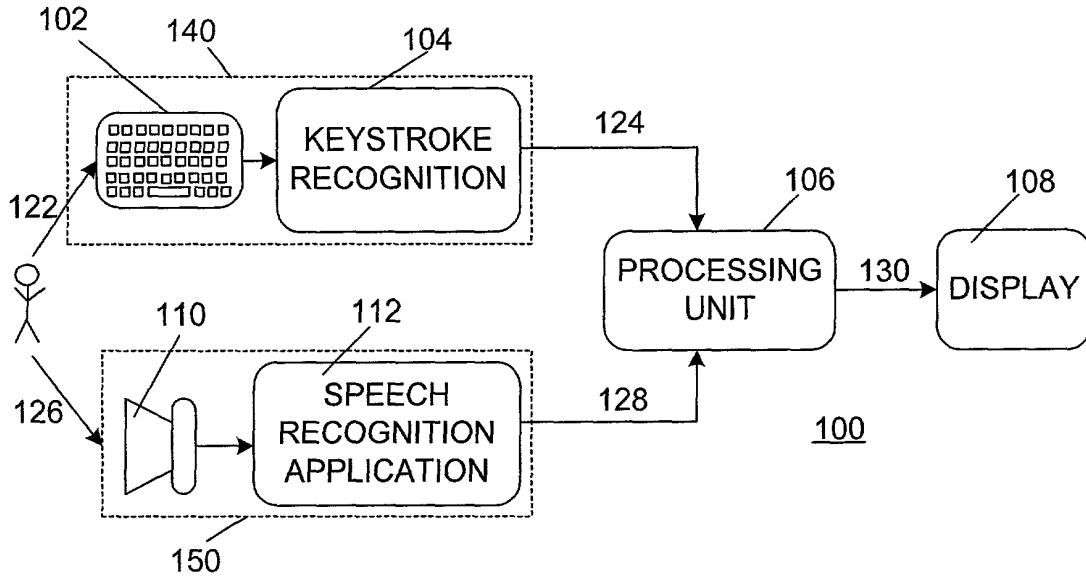 102
140
104
KEYSTROKE
RECOGNITION
124
106
108
122
PROCESSING
UNIT
130
DISPLAY
110
112
126
SPEECH
RECOGNITION
APPLICATION
128
100
150